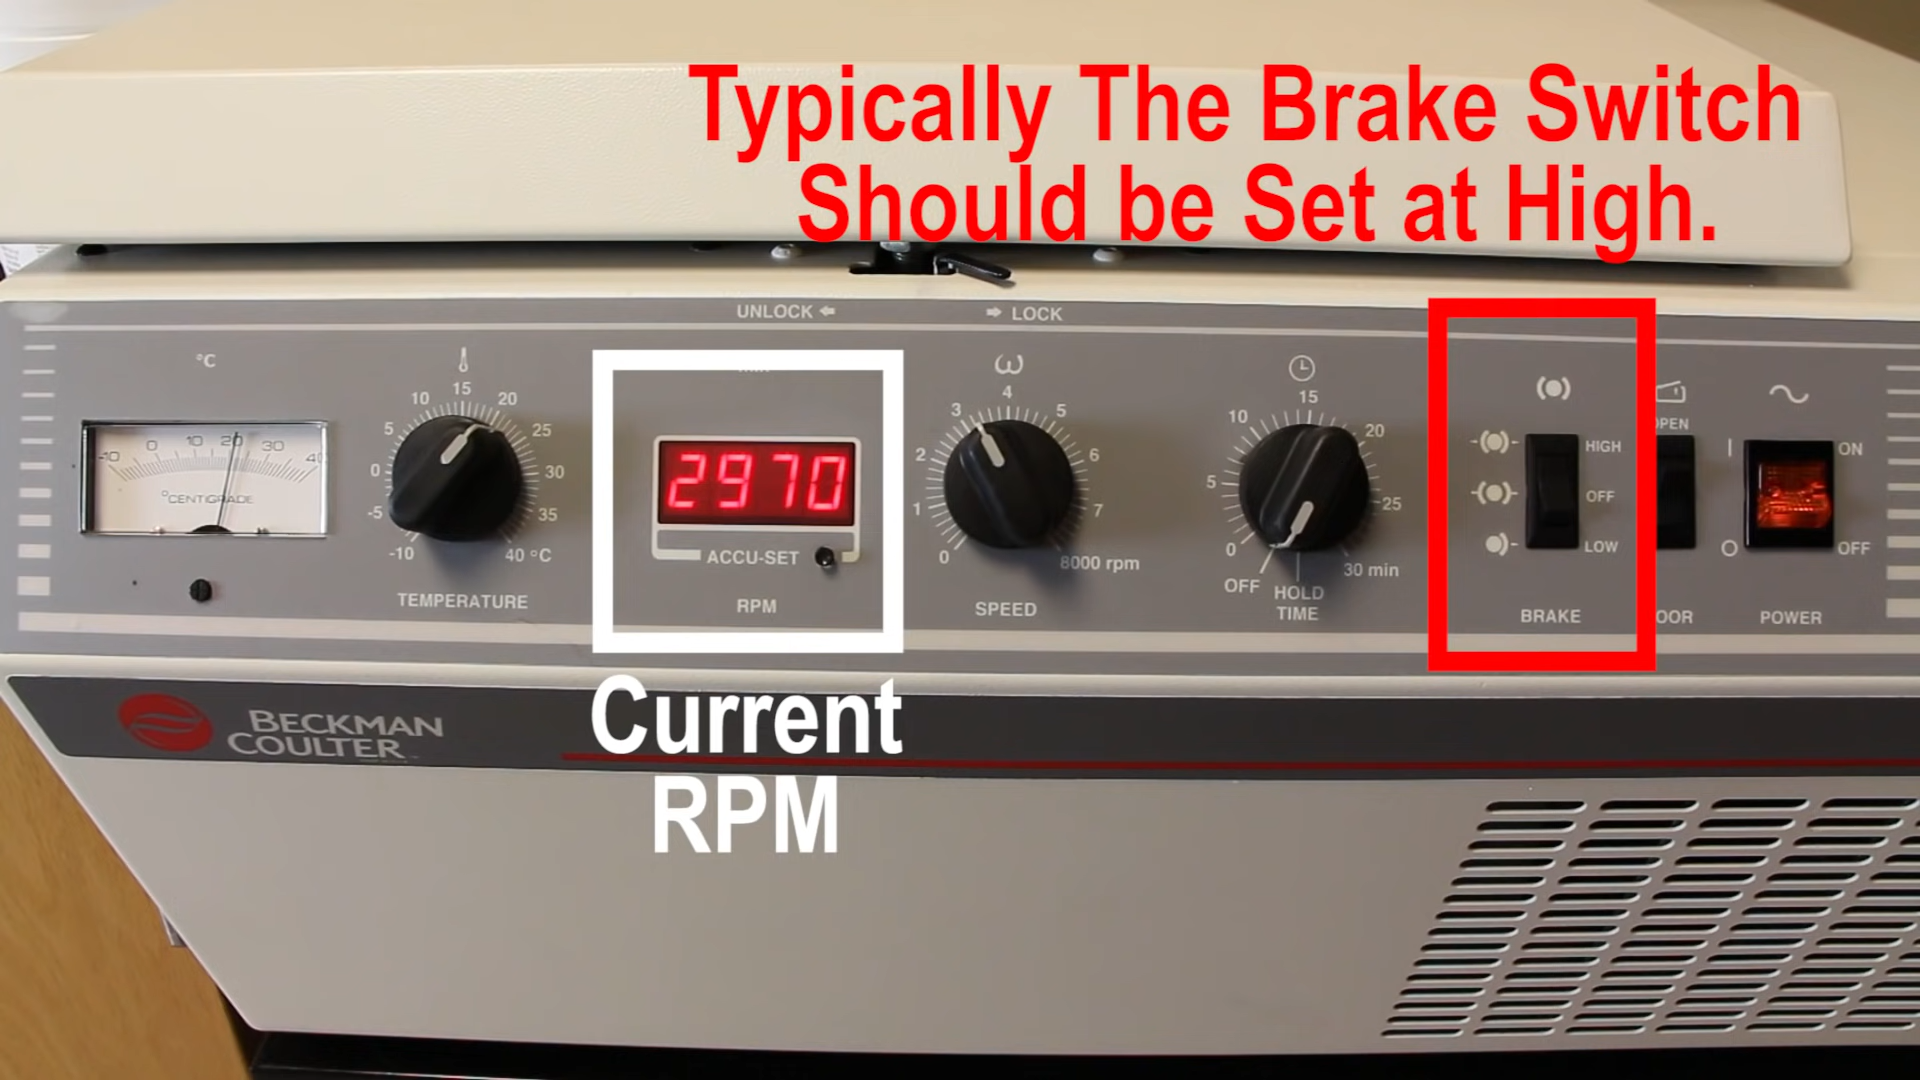 Typically The Brake Switch
Should be Set at High.
UNLOCK ⇐
⇒ LOCK
°C
-10 0 10 20 30 40
°CENTIGRADE
-10 -5 0 5 10 15 20 25 30 35 40 °C
TEMPERATURE
2970
ACCU-SET
RPM
ω
0 1 2 3 4 5 6 7 8000 rpm
SPEED
0 5 10 15 20 25 30 min
OFF
HOLD
TIME
HIGH
OFF
LOW
BRAKE
OPEN
OOR
ON
OFF
POWER
Current
RPM
BECKMAN
COULTER